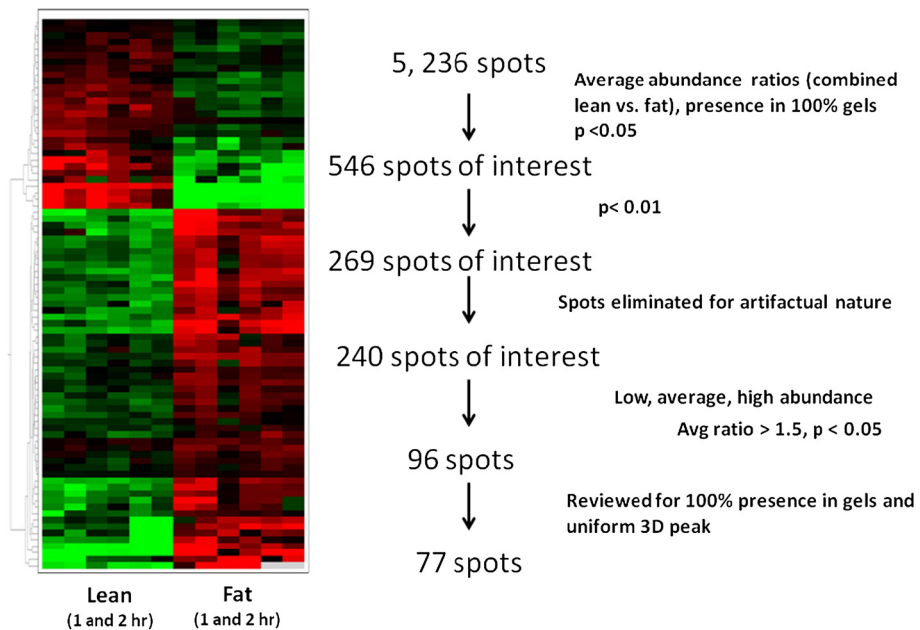 5, 236 spots
Average abundance ratios (combined
lean vs. fat), presence in 100% gels
p <0.05
546 spots of interest
p< 0.01
269 spots of interest
Spots eliminated for artifactual nature
240 spots of interest
Low, average, high abundance
Avg ratio > 1.5, p < 0.05
96 spots
Reviewed for 100% presence in gels and
uniform 3D peak
77 spots
Lean
(1 and 2 hr)
Fat
(1 and 2 hr)